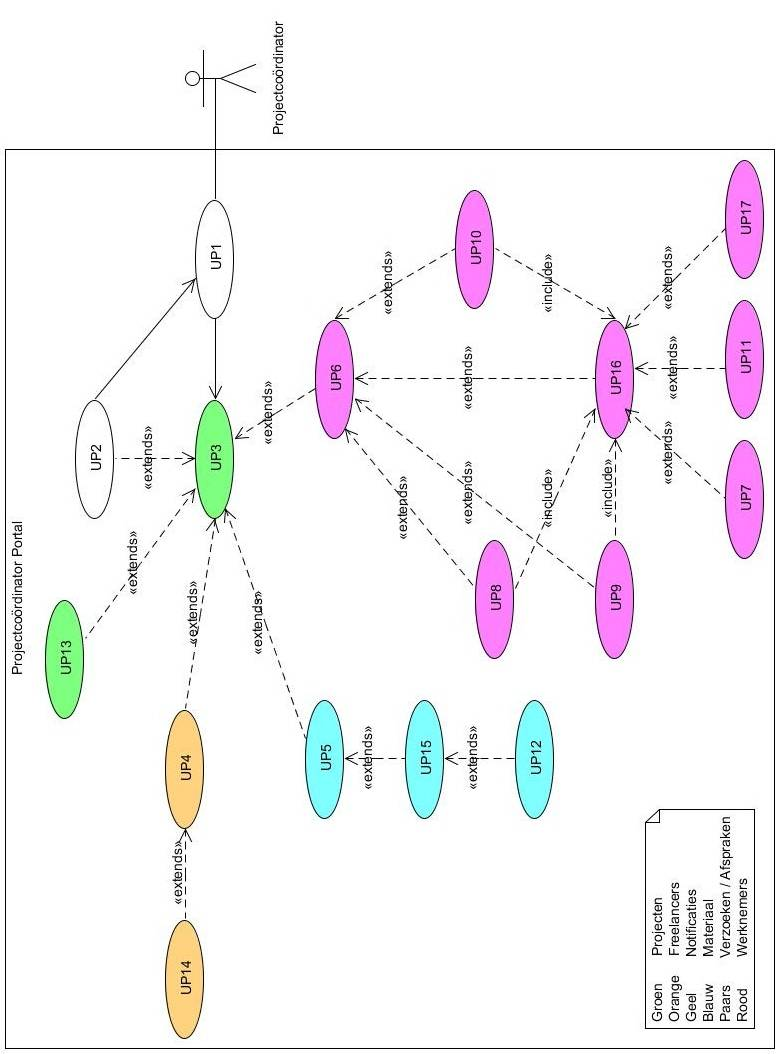 Projectcoördinator Portal
Projectcoördinator
UP13
UP2
UP14
UP4
UP3
UP1
UP5
UP6
UP15
UP8
UP10
UP12
UP9
UP16
UP7
UP11
UP17
«extends»
«extends»
«extends»
«extends»
«extends»
«extends»
«extends»
«extends»
«extends»
«extends»
«extends»
«extends»
«include»
«include»
«include»
«extends»
«extends»
«extends»
Groen Projecten
Orange Freelancers
Geel Notificaties
Blauw Materiaal
Paars Verzoeken / Afspraken
Rood Werknemers